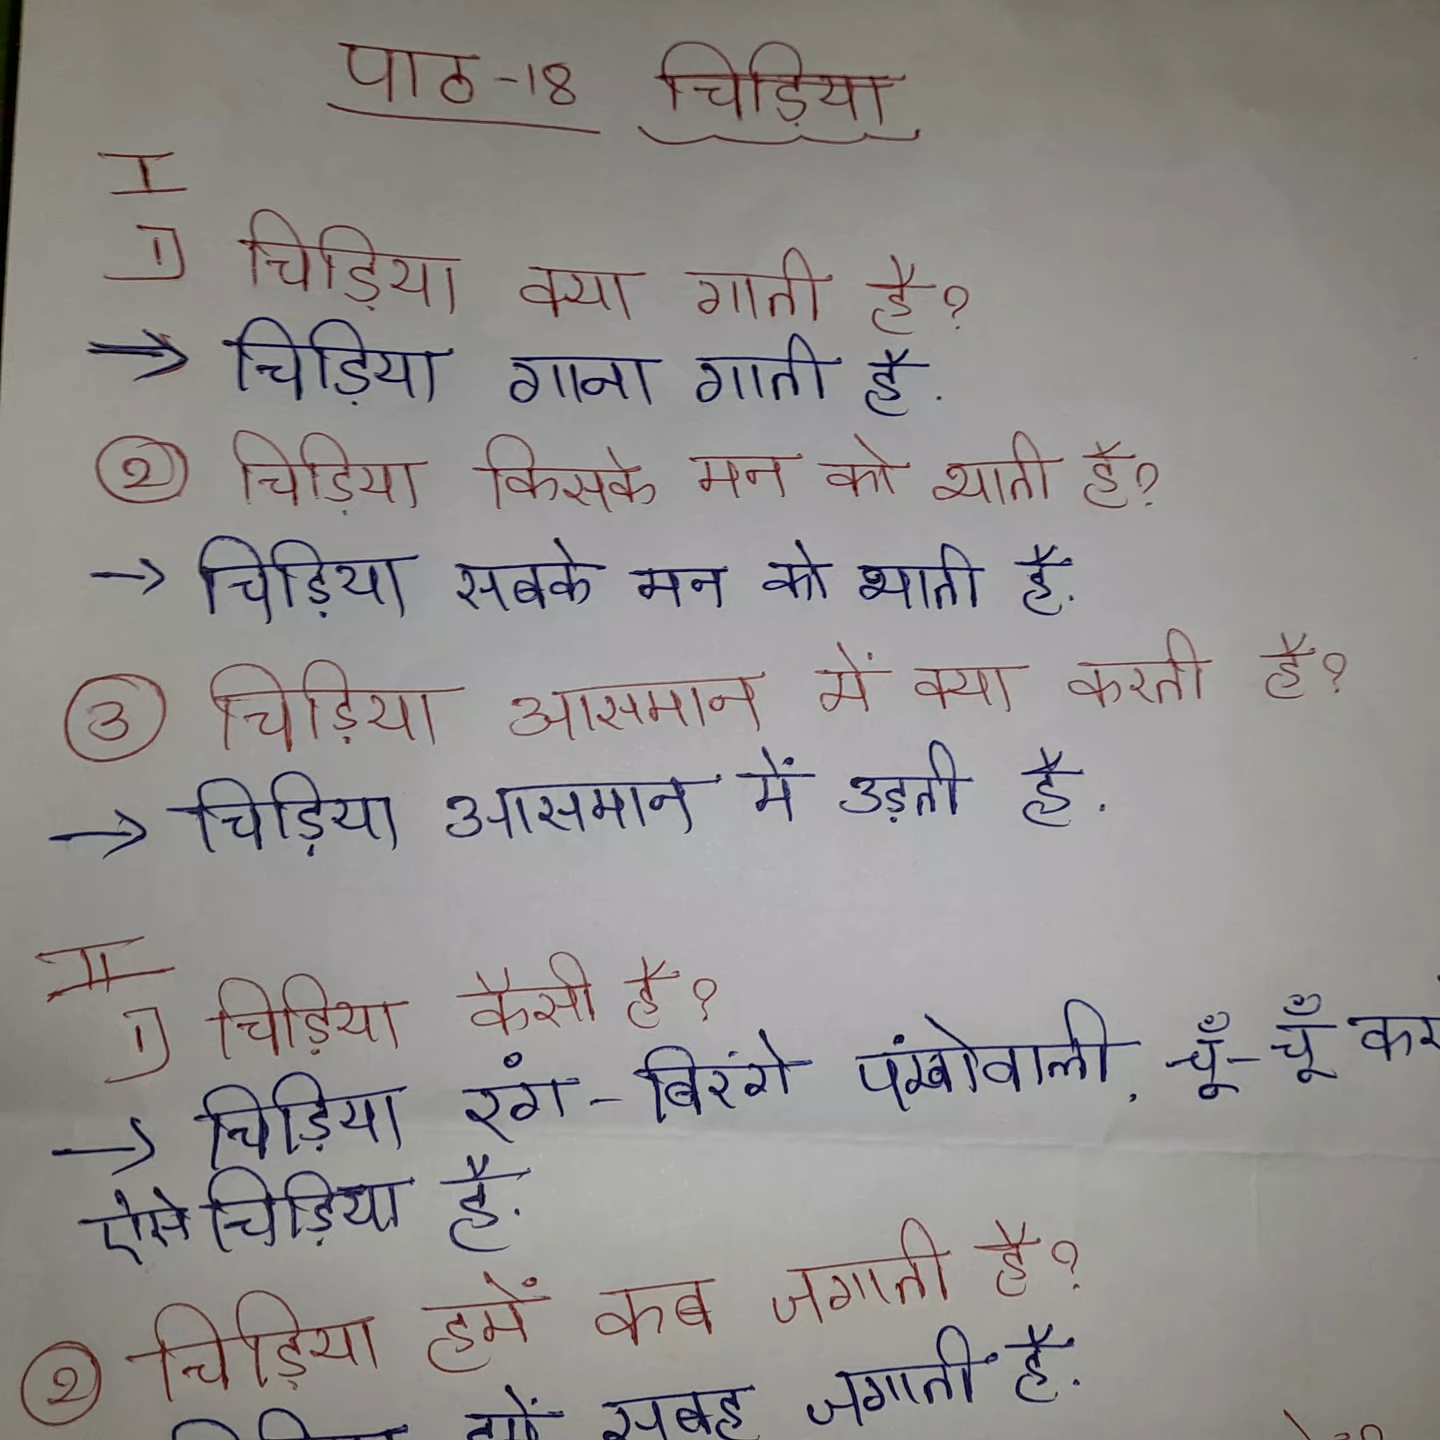 पाठ-18 चिड़िया
I
1) चिड़िया क्या गाती है?
→ चिड़िया गाना गाती है.
2 चिड़िया किसके मन को भाती है?
→ चिड़िया सबके मन को भाती है.
3 चिड़िया आसमान में क्या करती है?
→ चिड़िया आसमान में उड़ती है.
II
1) चिड़िया कैसी है?
→ चिड़िया रंग-बिरंगे पंखोवाली, चूँ-चूँ
ऐसे चिड़िया है.
2 चिड़िया हमें कब जगाती है?
सुबह जगाती है.